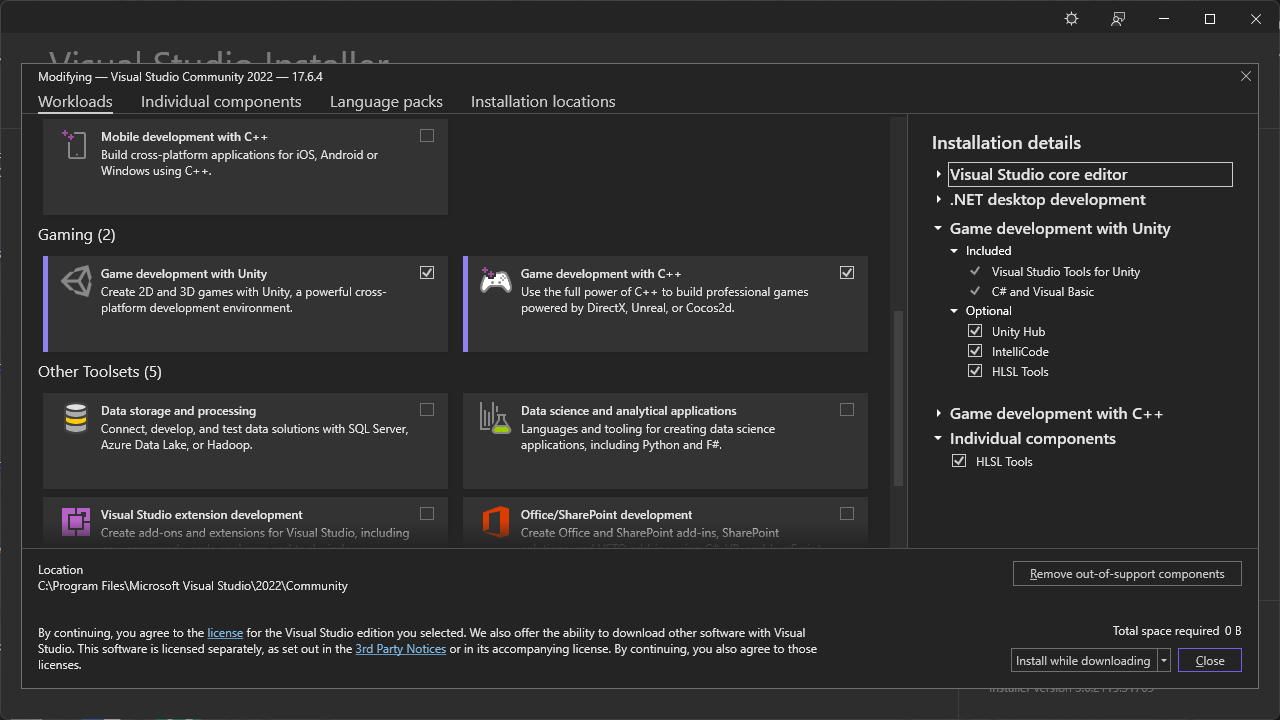 Visual Studio Installer
Modifying — Visual Studio Community 2022 — 17.6.4
Workloads Individual components Language packs Installation locations
Mobile development with C++
Build cross-platform applications for iOS, Android or
Windows using C++.
Gaming (2)
Game development with Unity
Create 2D and 3D games with Unity, a powerful cross-
platform development environment.
Game development with C++
Use the full power of C++ to build professional games
powered by DirectX, Unreal, or Cocos2d.
Other Toolsets (5)
Data storage and processing
Connect, develop, and test data solutions with SQL Server,
Azure Data Lake, or Hadoop.
Data science and analytical applications
Languages and tooling for creating data science
applications, including Python and F#.
Visual Studio extension development
Create add-ons and extensions for Visual Studio, including
Office/SharePoint development
Create Office and SharePoint add-ins, SharePoint
Installation details
Visual Studio core editor
.NET desktop development
Game development with Unity
Included
Visual Studio Tools for Unity
C# and Visual Basic
Optional
Unity Hub
IntelliCode
HLSL Tools
Game development with C++
Individual components
HLSL Tools
Location
C:\Program Files\Microsoft Visual Studio\2022\Community
Remove out-of-support components
By continuing, you agree to the license for the Visual Studio edition you selected. We also offer the ability to download other software with Visual
Studio. This software is licensed separately, as set out in the 3rd Party Notices or in its accompanying license. By continuing, you also agree to those
licenses.
Total space required 0 B
Install while downloading
Close